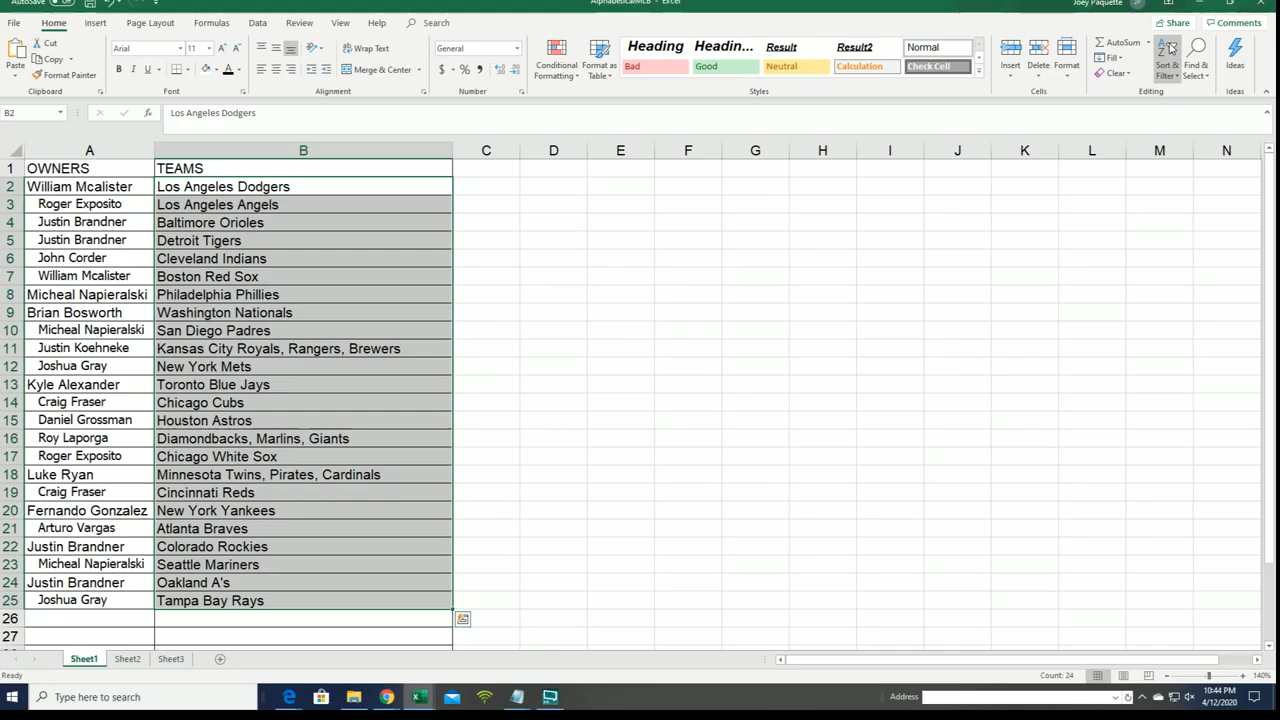 AutoSave
AlphabeticalMLB - Excel
Joey Paquette
JP
File Home Insert Page Layout Formulas Data Review View Help Search Share Comments
Paste Cut Copy Format Painter Clipboard
Arial 11 A A B I U A Font
Wrap Text Merge & Center Alignment
General $ % , Number
Conditional Formatting Format as Table
Heading Headin... Result Result2 Normal
Bad Good Neutral Calculation Check Cell
Styles
Insert Delete Format Cells
AutoSum Fill Clear Sort & Filter Find & Select Editing
Ideas Ideas
B2 fx Los Angeles Dodgers
A B C D E F G H I J K L M N
1 OWNERS TEAMS
2 William Mcalister Los Angeles Dodgers
3 Roger Exposito Los Angeles Angels
4 Justin Brandner Baltimore Orioles
5 Justin Brandner Detroit Tigers
6 John Corder Cleveland Indians
7 William Mcalister Boston Red Sox
8 Micheal Napieralski Philadelphia Phillies
9 Brian Bosworth Washington Nationals
10 Micheal Napieralski San Diego Padres
11 Justin Koehneke Kansas City Royals, Rangers, Brewers
12 Joshua Gray New York Mets
13 Kyle Alexander Toronto Blue Jays
14 Craig Fraser Chicago Cubs
15 Daniel Grossman Houston Astros
16 Roy Laporga Diamondbacks, Marlins, Giants
17 Roger Exposito Chicago White Sox
18 Luke Ryan Minnesota Twins, Pirates, Cardinals
19 Craig Fraser Cincinnati Reds
20 Fernando Gonzalez New York Yankees
21 Arturo Vargas Atlanta Braves
22 Justin Brandner Colorado Rockies
23 Micheal Napieralski Seattle Mariners
24 Justin Brandner Oakland A's
25 Joshua Gray Tampa Bay Rays
26
27
Sheet1 Sheet2 Sheet3
Ready Count: 24 140%
Type here to search Address 10:44 PM
4/12/2020